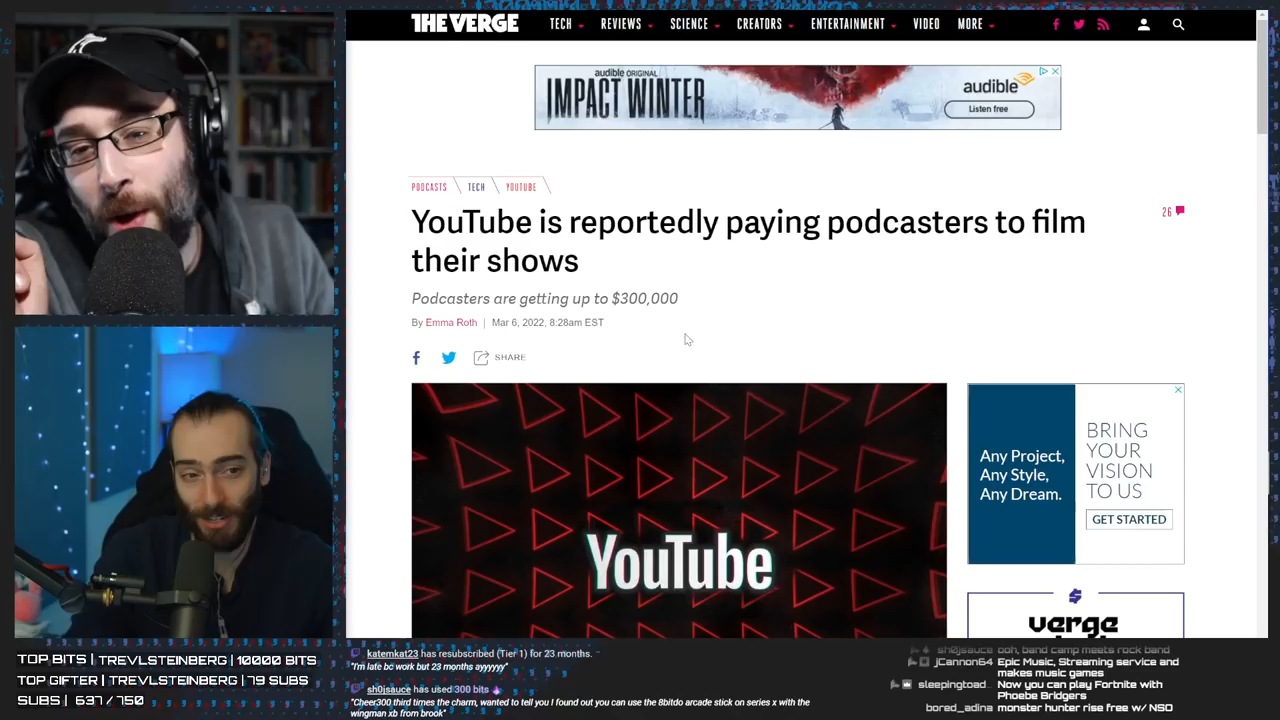 THE VERGE
TECH REVIEWS SCIENCE CREATORS ENTERTAINMENT VIDEO MORE
audible ORIGINAL
IMPACT WINTER
audible
Listen free
PODCASTS TECH YOUTUBE
YouTube is reportedly paying podcasters to film
their shows
26
Podcasters are getting up to $300,000
By Emma Roth | Mar 6, 2022, 8:28am EST
SHARE
YouTube
Any Project,
Any Style,
Any Dream.
BRING
YOUR
VISION
TO US
GET STARTED
verge
TOP BITS | TREVLSTEINBERG | 10000 BITS
TOP GIFTER | TREVLSTEINBERG | 79 SUBS
SUBS | 637 / 750
katemkat23 has resubscribed (Tier 1) for 23 months.
"I'm late bc work but 23 months ayyyyyy"
sh0jsauce has used 300 bits
"Cheer300 third times the charm, wanted to tell you I found out you can use the 8bitdo arcade stick on series x with the
wingman xb from brook"
sh0jsauce ooh, band camp meets rock band
jCannon64 Epic Music, Streaming service and
makes music games
sleepingtoad.. Now you can play Fortnite with
Phoebe Bridgers
bored_adina monster hunter rise free w/ NSO